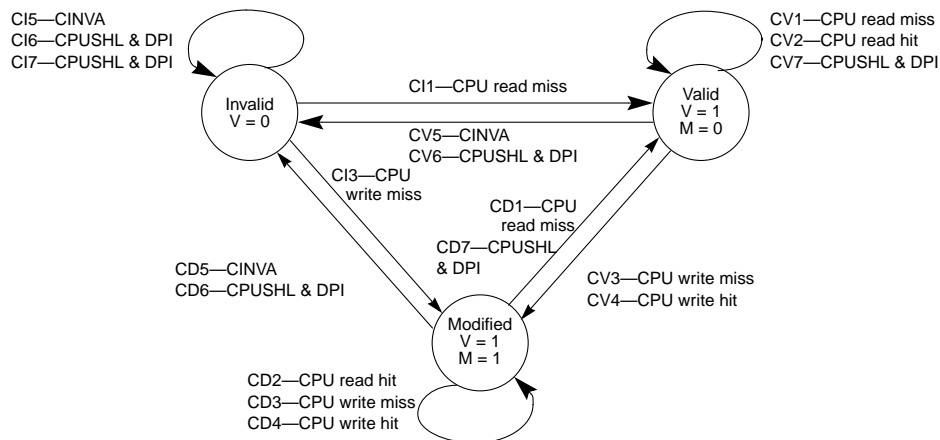 CI5—CINVA
CI6—CPUSHL & DPI
CI7—CPUSHL & DPI
CV1—CPU read miss
CV2—CPU read hit
CV7—CPUSHL & DPI
Invalid
V = 0
CI1—CPU read miss
Valid
V = 1
M = 0
CV5—CINVA
CV6—CPUSHL & DPI
CI3—CPU
write miss
CD1—CPU
read miss
CD7—CPUSHL
& DPI
CD5—CINVA
CD6—CPUSHL & DPI
CV3—CPU write miss
CV4—CPU write hit
Modified
V = 1
M = 1
CD2—CPU read hit
CD3—CPU write miss
CD4—CPU write hit